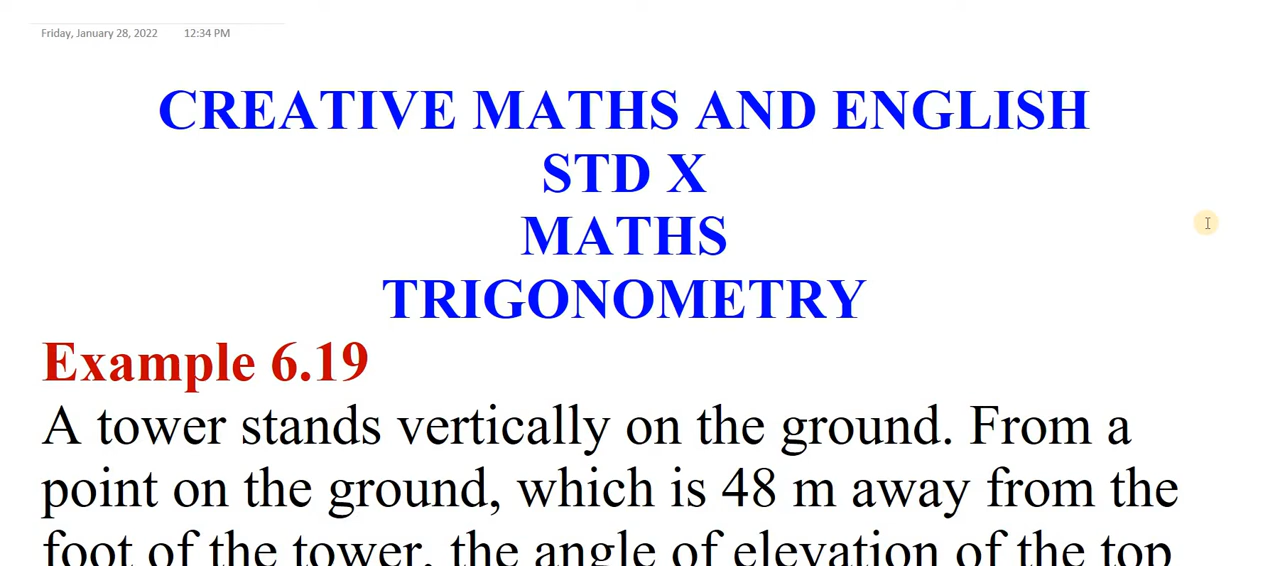 Friday, January 28, 2022 12:34 PM
CREATIVE MATHS AND ENGLISH
STD X
MATHS
TRIGONOMETRY
Example 6.19
A tower stands vertically on the ground. From a
point on the ground, which is 48 m away from the
foot of the tower, the angle of elevation of the top